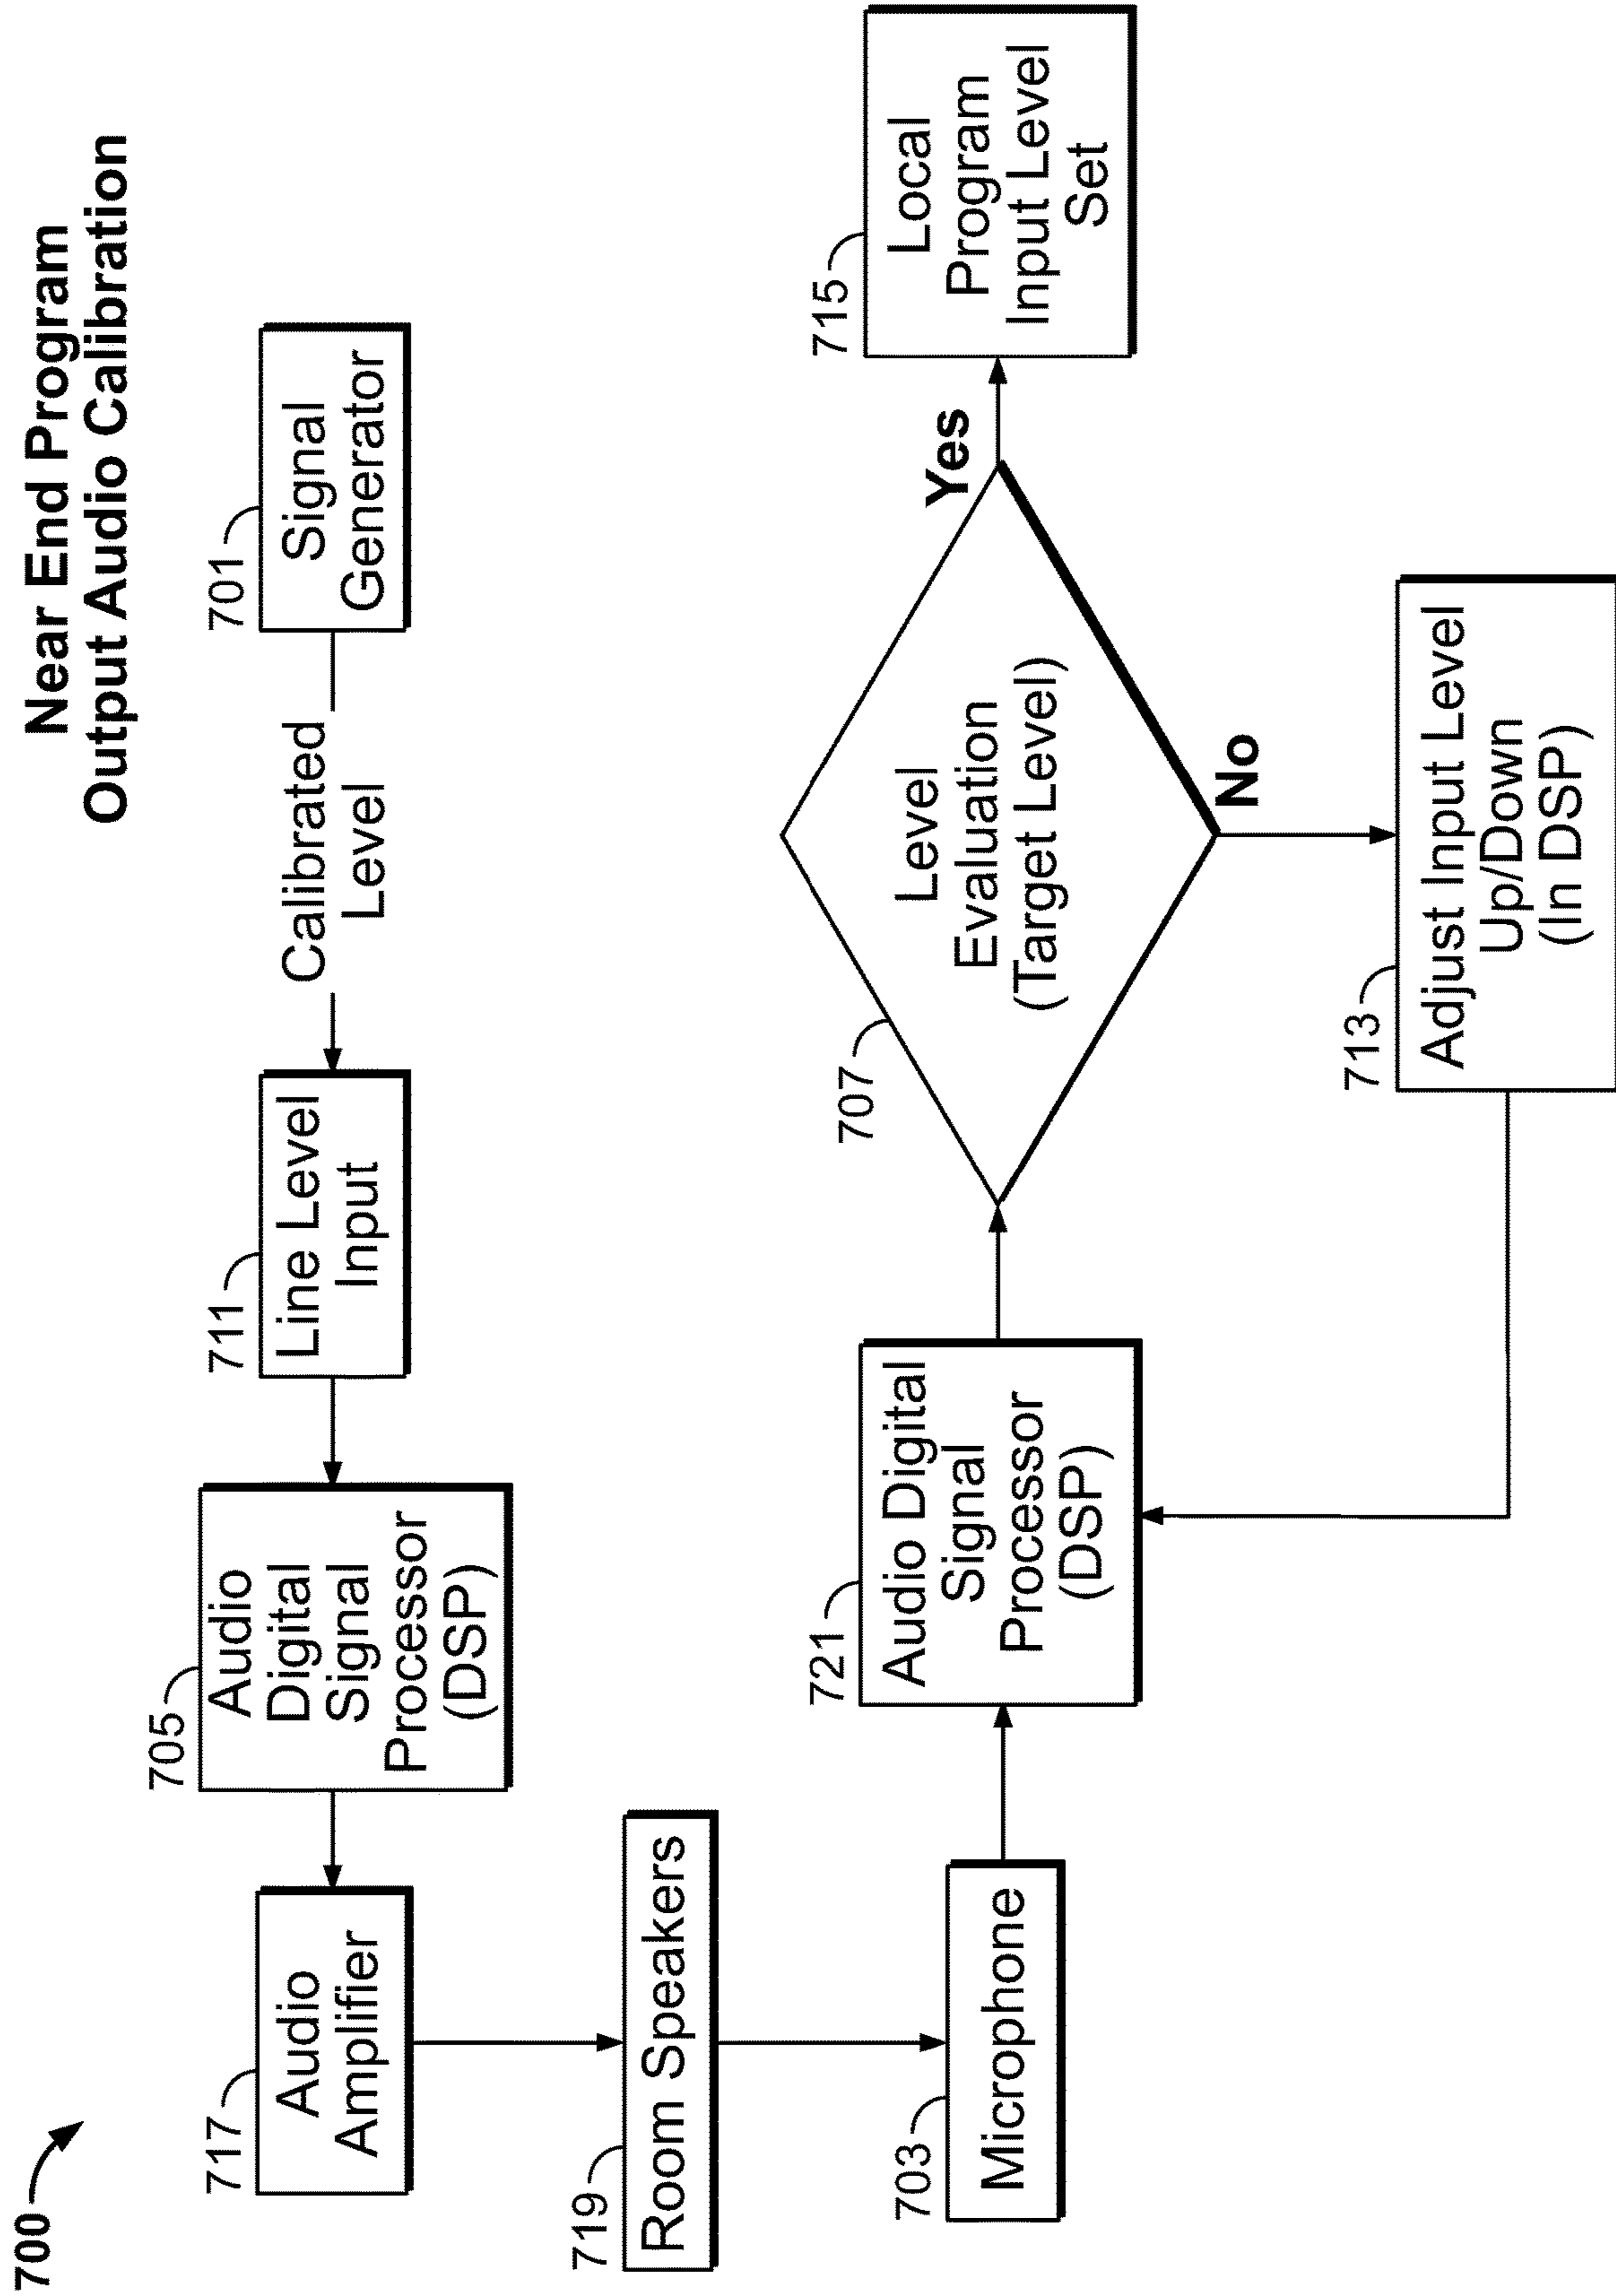 700
Near End Program
Output Audio Calibration
717
Audio
Amplifier
705
Audio
Digital
Signal
Processor
(DSP)
711
Line Level
Input
Calibrated
Level
701
Signal
Generator
719
Room Speakers
703
Microphone
721
Audio Digital
Signal
Processor
(DSP)
707
Level
Evaluation
(Target Level)
Yes
No
715
Local
Program
Input Level
Set
713
Adjust Input Level
Up/Down
(In DSP)